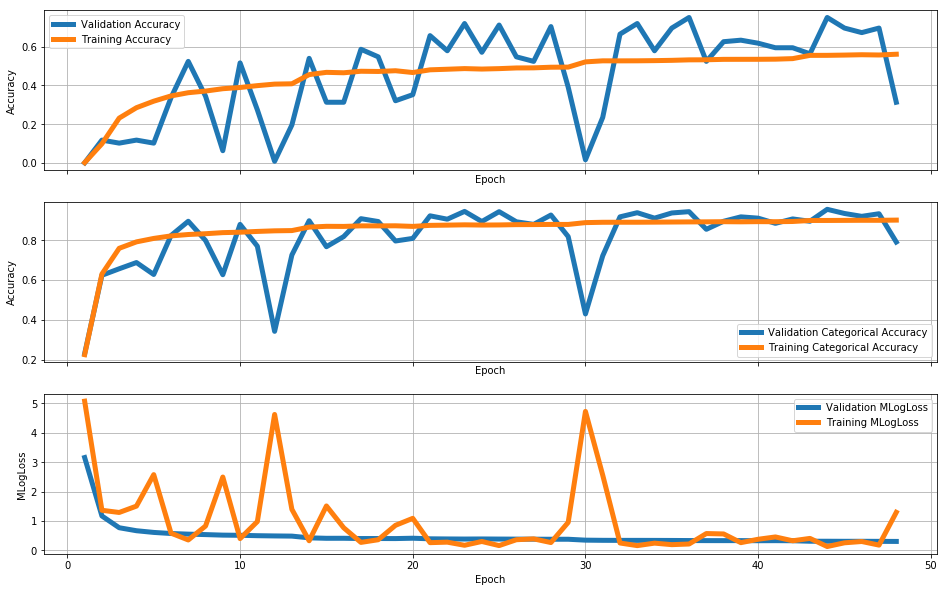 Validation Accuracy
Training Accuracy
0.6
0.4
0.2
0.0
Accuracy
Epoch
0.8
0.6
0.4
0.2
Accuracy
Validation Categorical Accuracy
Training Categorical Accuracy
Epoch
5
4
3
2
1
0
MLogLoss
Validation MLogLoss
Training MLogLoss
0 10 20 30 40 50
Epoch